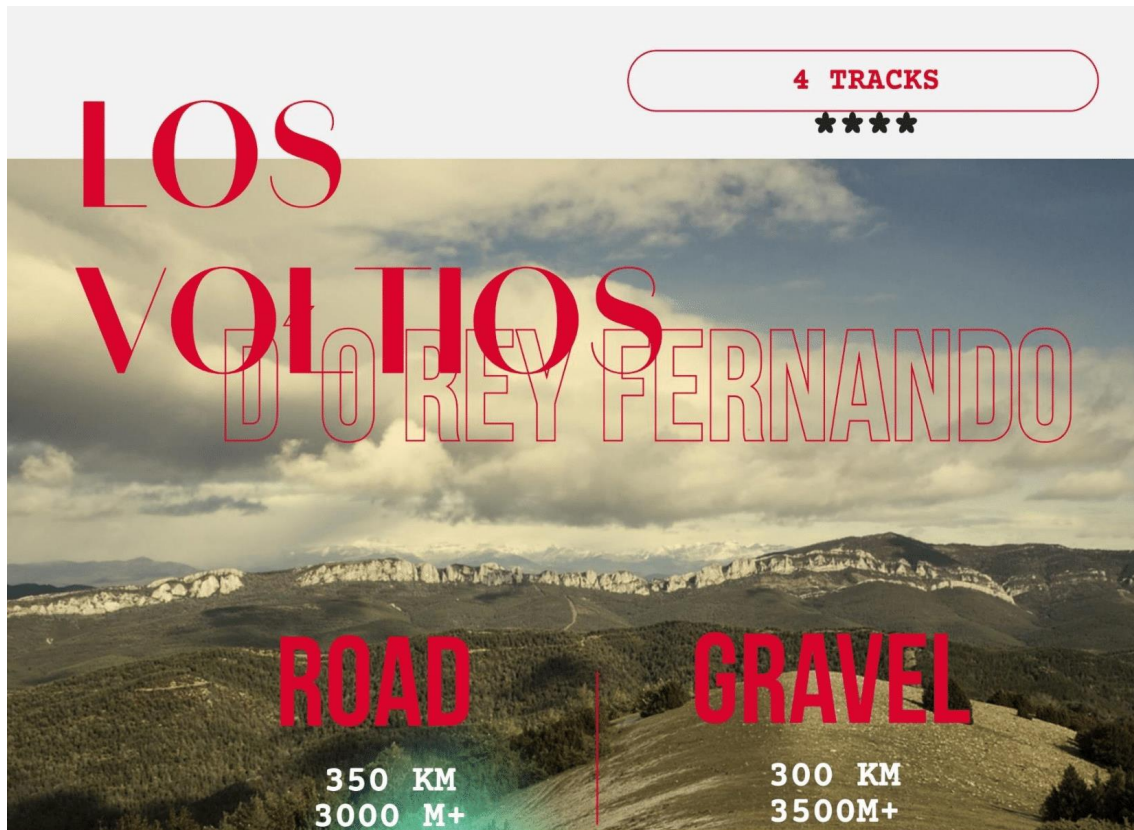 4 TRACKS
LOS
VOLTIOS
D'O REY FERNANDO
ROAD
350 KM
3000 M+
GRAVEL
300 KM
3500M+